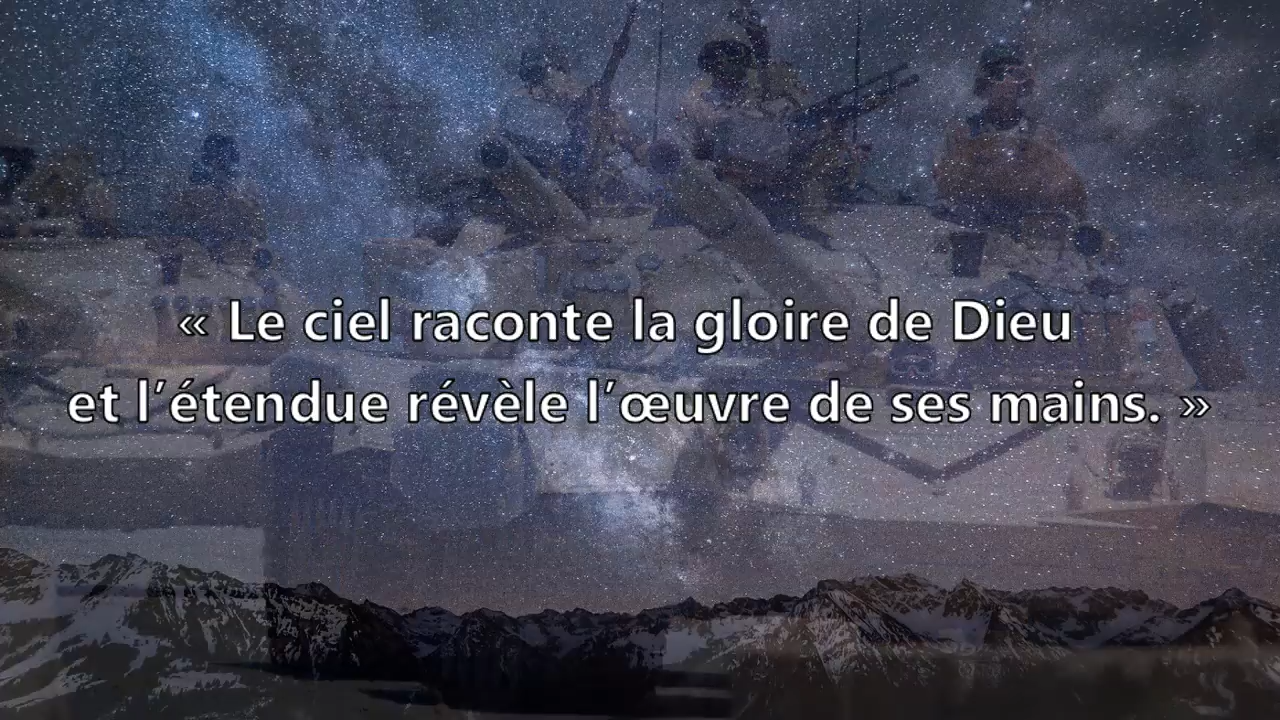 « Le ciel raconte la gloire de Dieu
et l’étendue révèle l’œuvre de ses mains. »